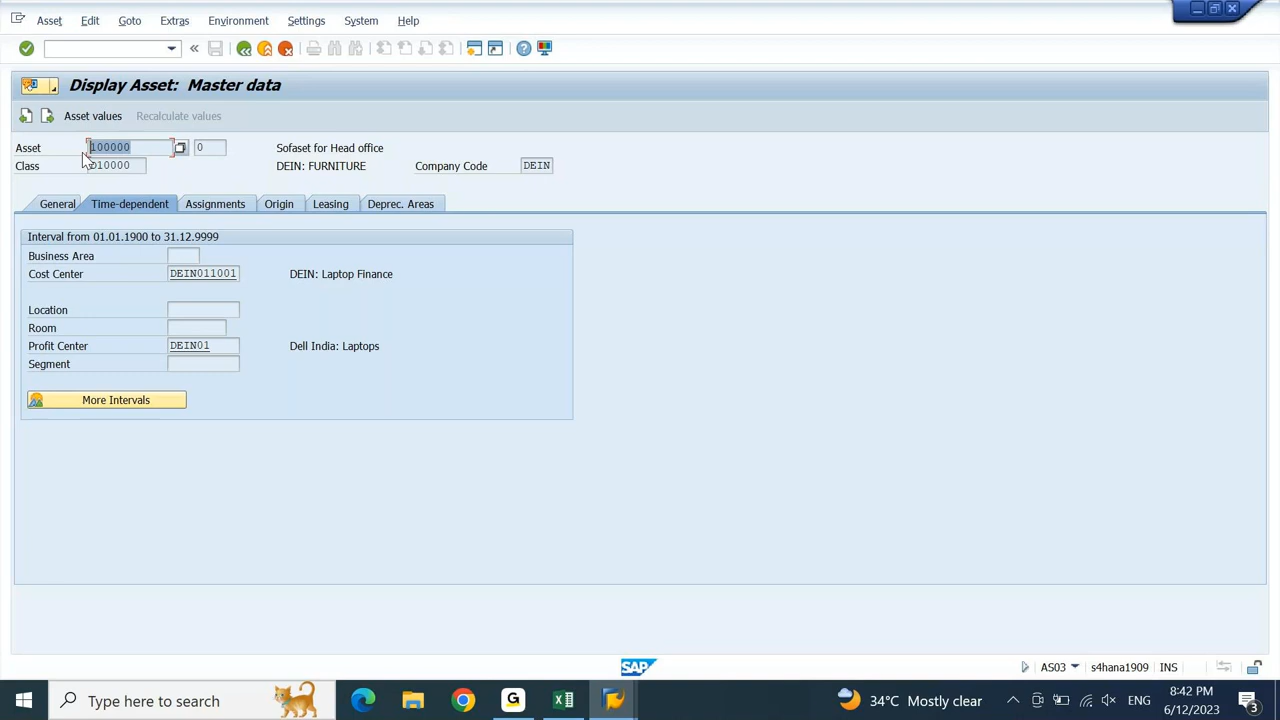 Asset Edit Goto Extras Environment Settings System Help
Display Asset: Master data
Asset values Recalculate values
Asset 100000 0 Sofaset for Head office
Class 010000 DEIN: FURNITURE Company Code DEIN
General Time-dependent Assignments Origin Leasing Deprec. Areas
Interval from 01.01.1900 to 31.12.9999
Business Area
Cost Center DEIN011001 DEIN: Laptop Finance
Location
Room
Profit Center DEIN01 Dell India: Laptops
Segment
More Intervals
SAP AS03 s4hana1909 INS
Type here to search 34°C Mostly clear ENG 8:42 PM
6/12/2023 3